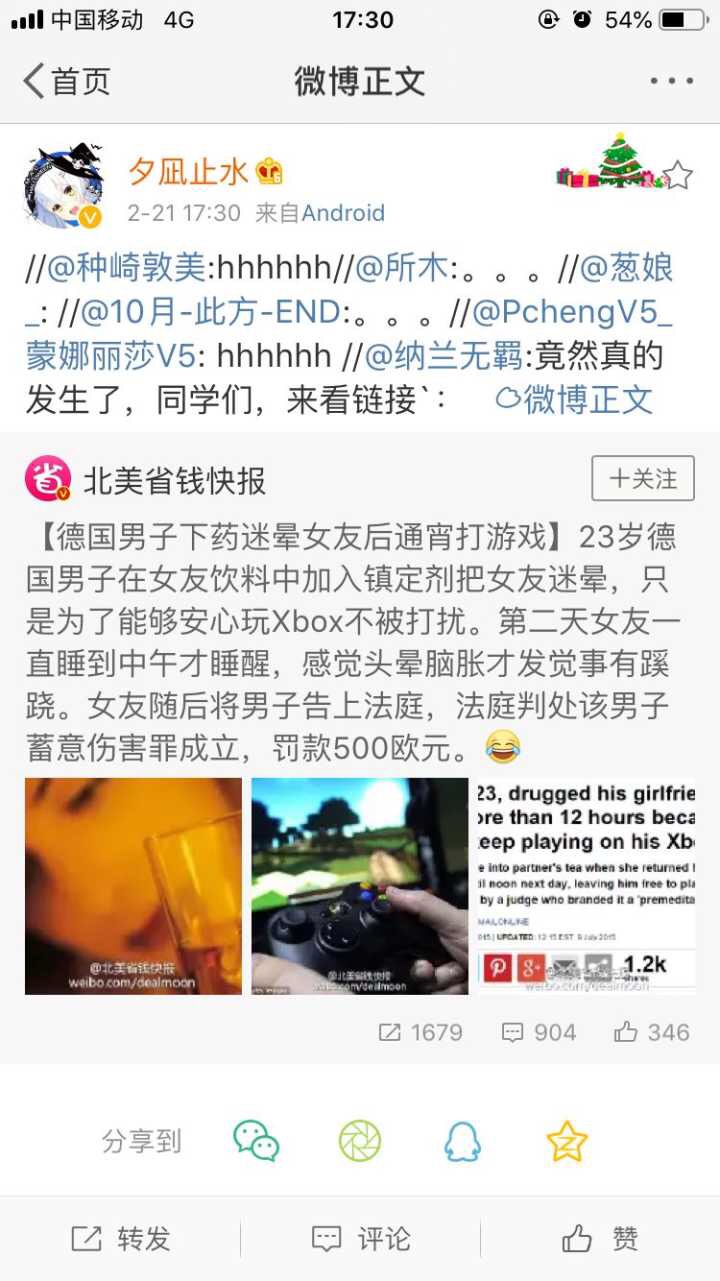 中国移动 4G 17:30 54%
首页 微博正文
夕凪止水
2-21 17:30 来自Android
//@种崎敦美:hhhhhh//@所木:。。。//@葱娘
_: //@10月-此方-END:。。。//@PchengV5_
蒙娜丽莎V5: hhhhhh //@纳兰无羁:竟然真的
发生了，同学们，来看链接`： 微博正文
省 北美省钱快报 +关注
【德国男子下药迷晕女友后通宵打游戏】23岁德
国男子在女友饮料中加入镇定剂把女友迷晕，只
是为了能够安心玩Xbox不被打扰。第二天女友一
直睡到中午才睡醒，感觉头晕脑胀才发觉事有蹊
跷。女友随后将男子告上法庭，法庭判处该男子
蓄意伤害罪成立，罚款500欧元。😂
@北美省钱快报
weibo.com/dealmoon
@北美省钱快报
weibo.com/dealmoon
23, drugged his girlfrie
ore than 12 hours beca
eep playing on his Xb
e into partner's tea when she returned
il noon next day, leaving him free to pla
by a judge who branded it a 'premedita
MAILONLINE
UPDATED: 12:15 EST, 9 July 2015
1.2k
shares
weibo.com/dealmoon
1679 904 346
分享到
转发 评论 赞